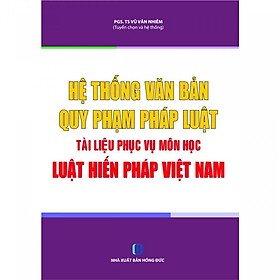 PGS. TS VŨ VĂN NHIÊM
(Tuyển chọn và hệ thống)
HỆ THỐNG VĂN BẢN
QUY PHẠM PHÁP LUẬT
TÀI LIỆU PHỤC VỤ MÔN HỌC
LUẬT HIẾN PHÁP VIỆT NAM
NHÀ XUẤT BẢN HỒNG ĐỨC